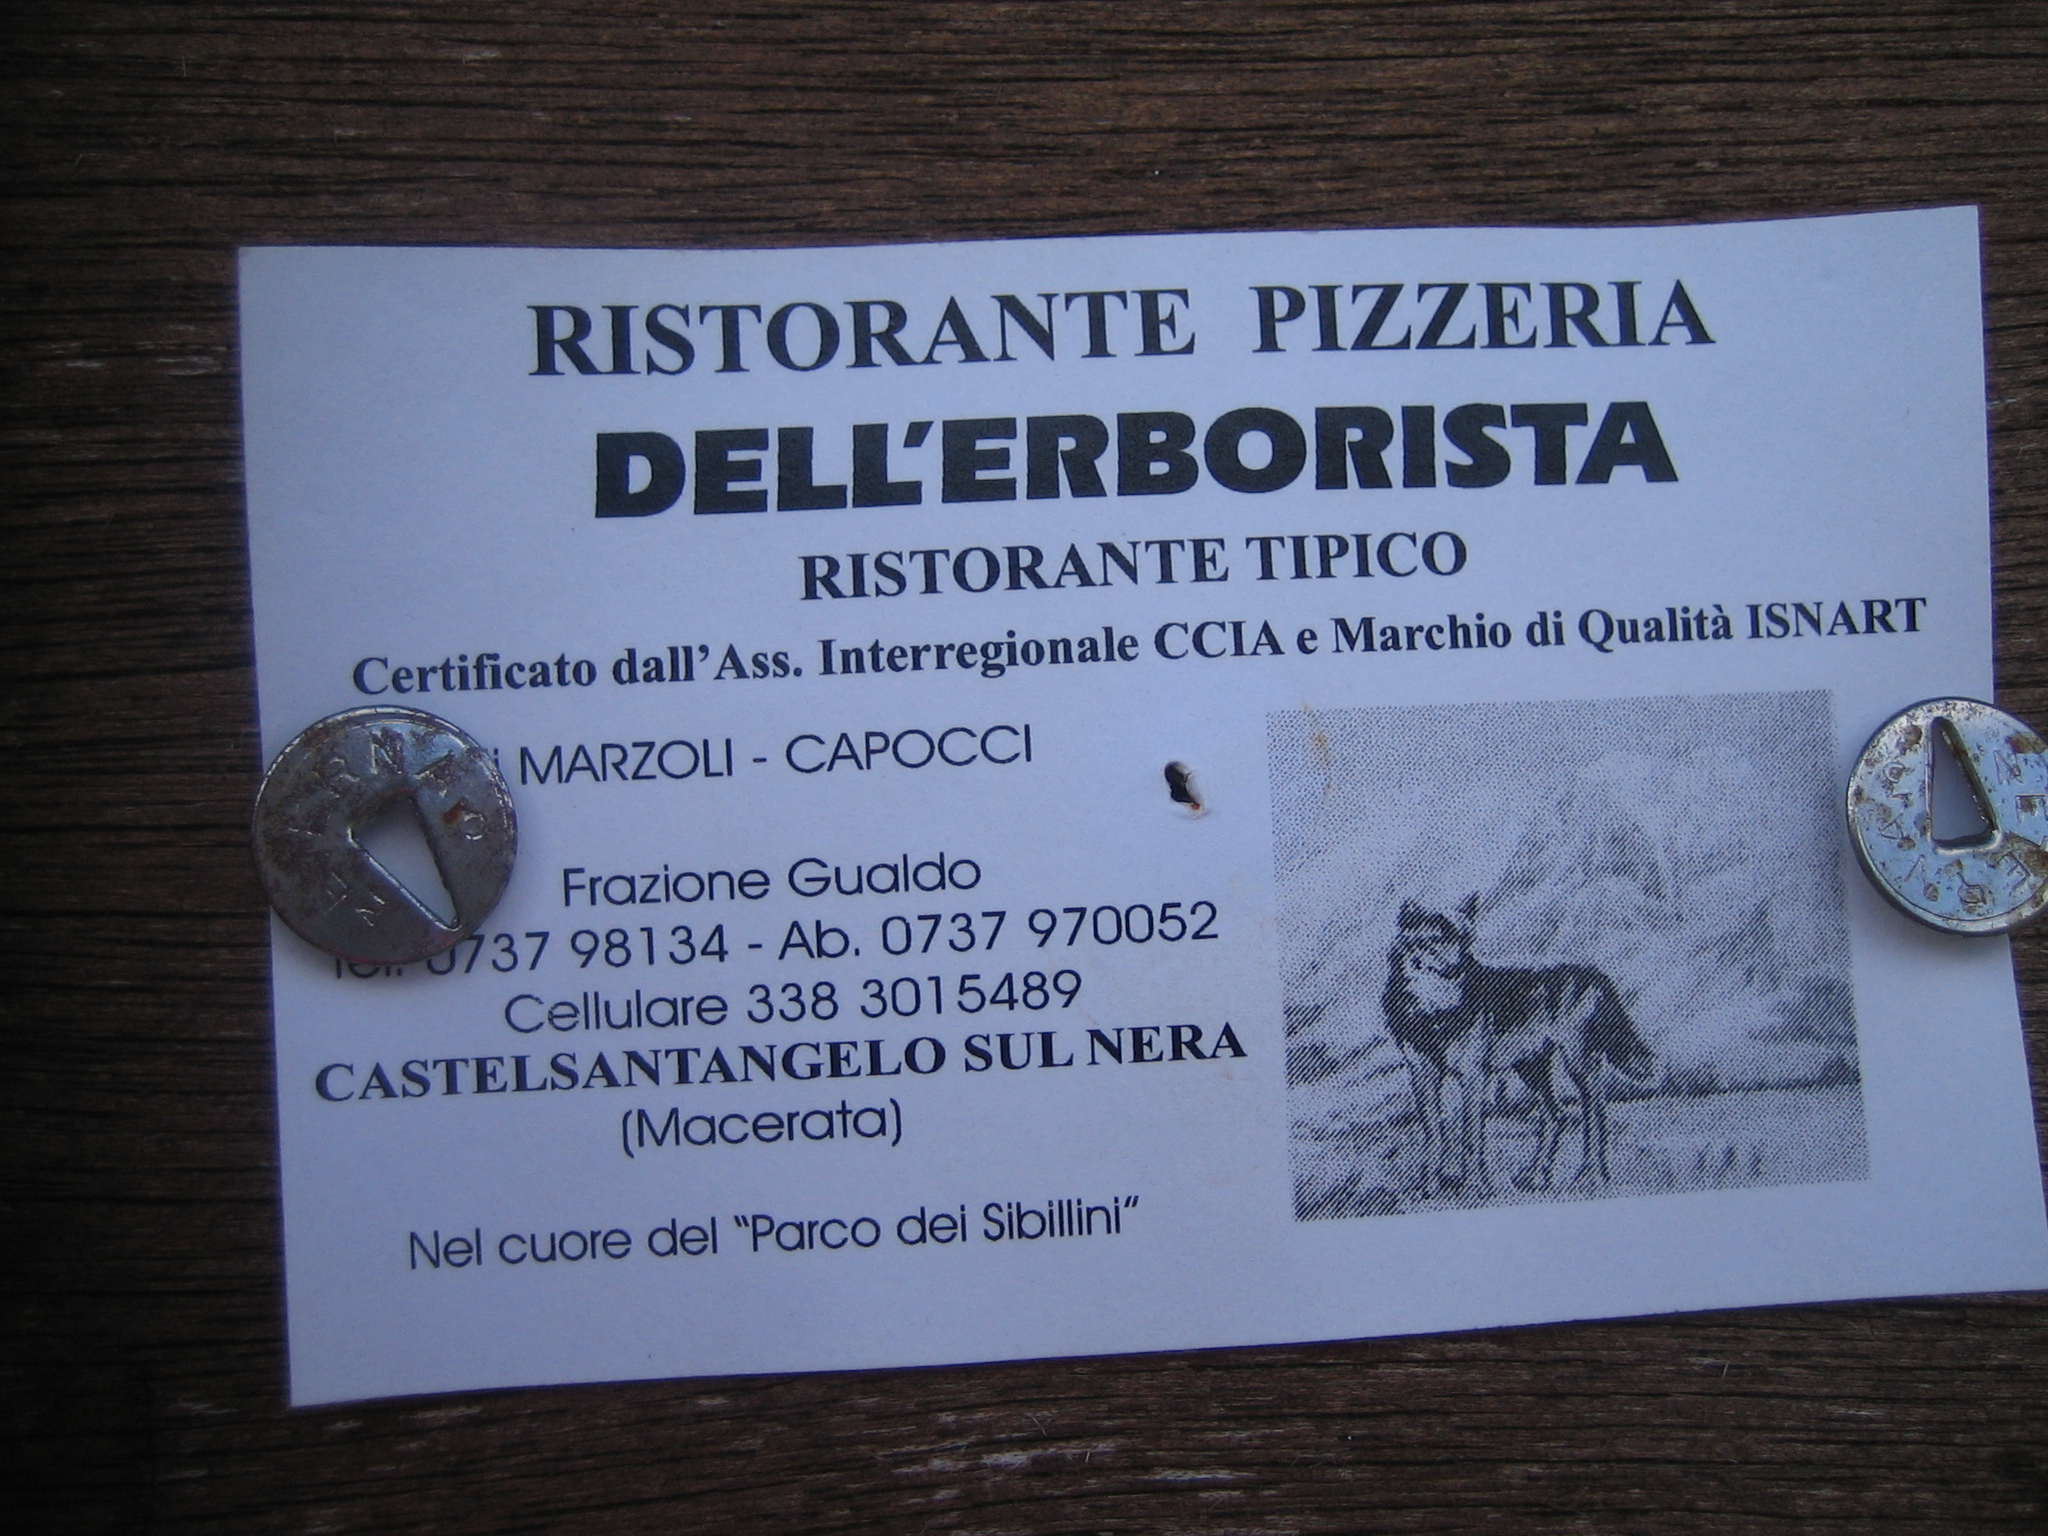 RISTORANTE PIZZERIA
DELL'ERBORISTA
RISTORANTE TIPICO
Certificato dall'Ass. Interregionale CCIA e Marchio di Qualità ISNART
MARZOLI - CAPOCCI
Frazione Gualdo
Tel. 0737 98134 - Ab. 0737 970052
Cellulare 338 3015489
CASTELSANTANGELO SUL NERA
(Macerata)
Nel cuore del "Parco dei Sibillini"